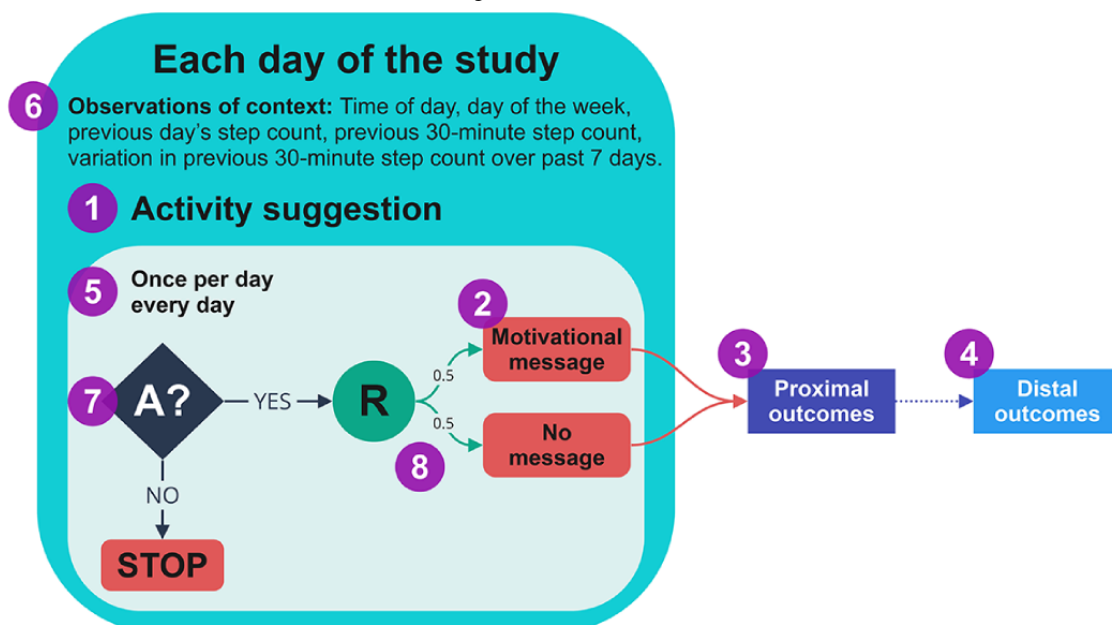 Each day of the study
6
Observations of context: Time of day, day of the week,
previous day's step count, previous 30-minute step count,
variation in previous 30-minute step count over past 7 days.
1
Activity suggestion
5
Once per day
every day
2
Motivational
message
7
A?
YES
R
0.5
0.5
8
No
message
NO
STOP
3
Proximal
outcomes
4
Distal
outcomes